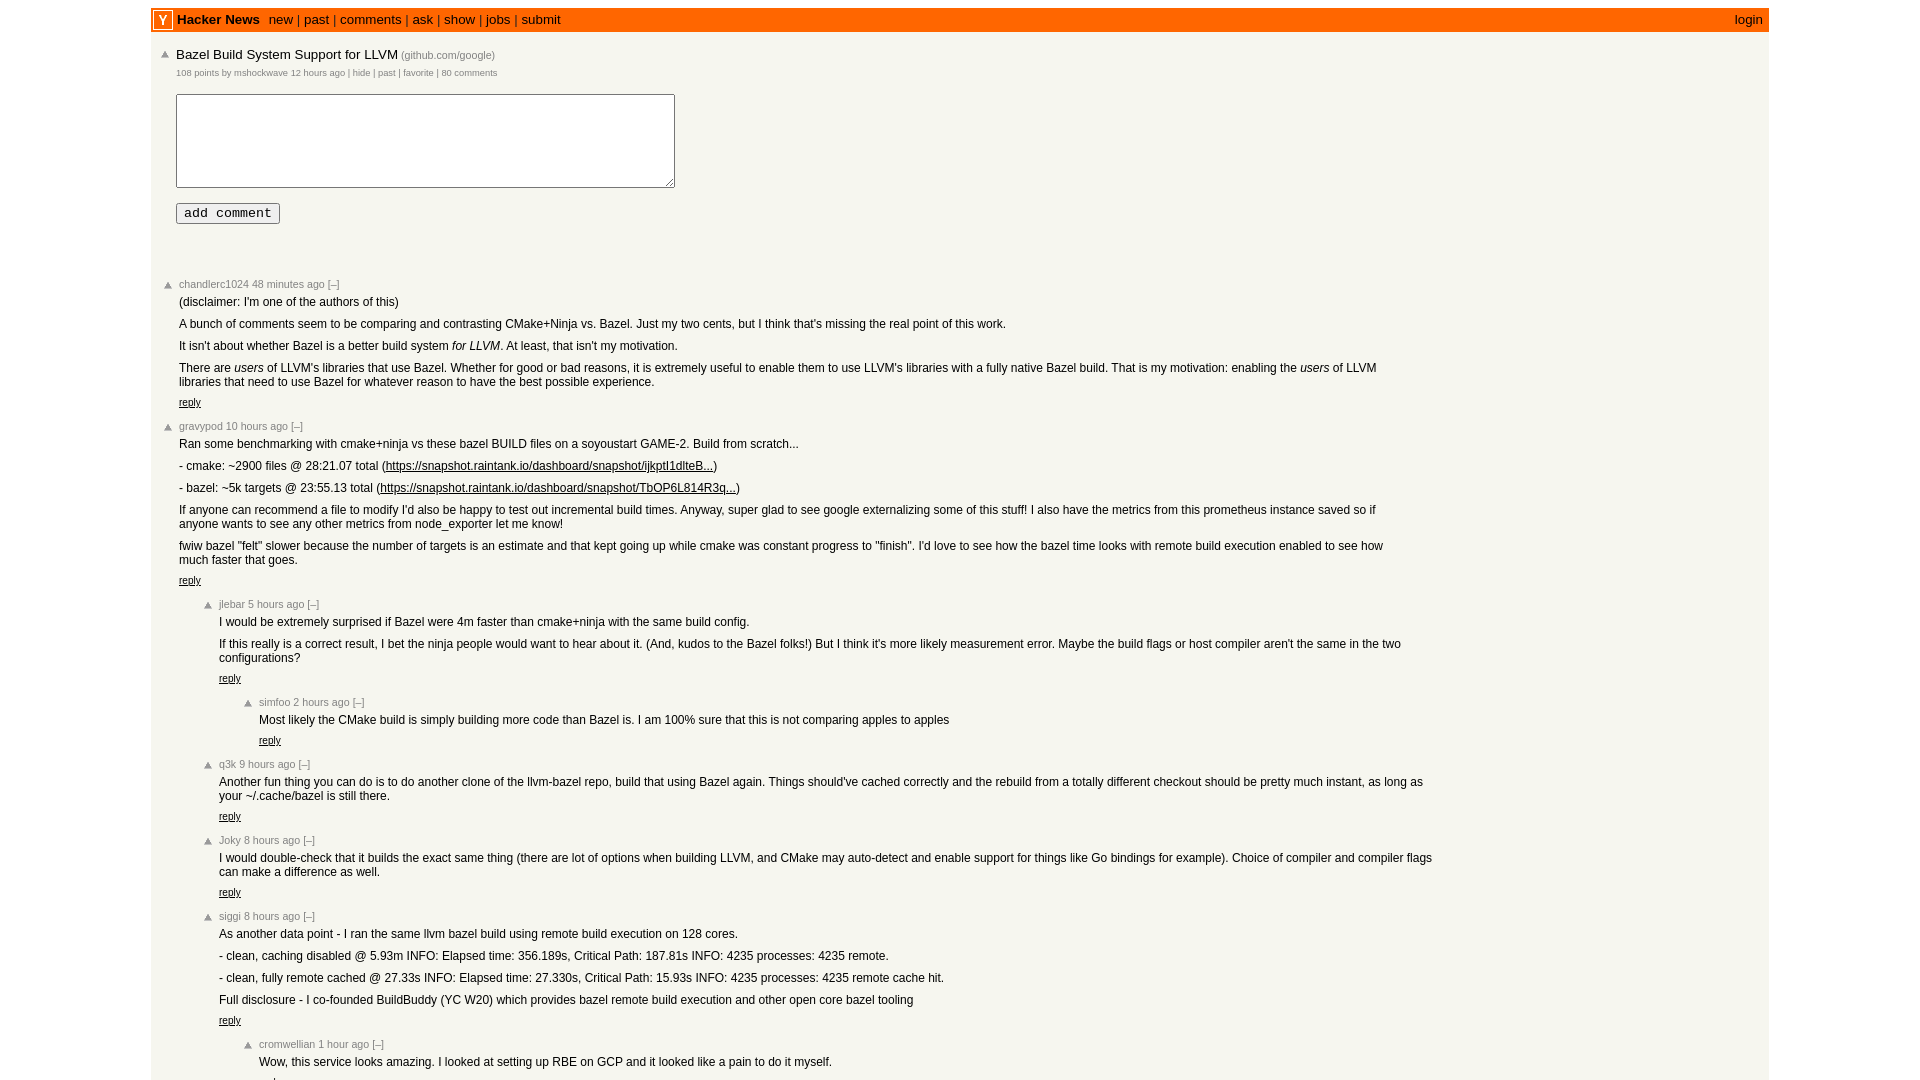 Y Hacker News new | past | comments | ask | show | jobs | submit login
Bazel Build System Support for LLVM (github.com/google)
108 points by mshockwave 12 hours ago | hide | past | favorite | 80 comments
add comment
chandlerc1024 48 minutes ago [–]
(disclaimer: I'm one of the authors of this)
A bunch of comments seem to be comparing and contrasting CMake+Ninja vs. Bazel. Just my two cents, but I think that's missing the real point of this work.
It isn't about whether Bazel is a better build system for LLVM. At least, that isn't my motivation.
There are users of LLVM's libraries that use Bazel. Whether for good or bad reasons, it is extremely useful to enable them to use LLVM's libraries with a fully native Bazel build. That is my motivation: enabling the users of LLVM
libraries that need to use Bazel for whatever reason to have the best possible experience.
reply
gravypod 10 hours ago [–]
Ran some benchmarking with cmake+ninja vs these bazel BUILD files on a soyoustart GAME-2. Build from scratch...
- cmake: ~2900 files @ 28:21.07 total (https://snapshot.raintank.io/dashboard/snapshot/ijkptI1dlteB...)
- bazel: ~5k targets @ 23:55.13 total (https://snapshot.raintank.io/dashboard/snapshot/TbOP6L814R3q...)
If anyone can recommend a file to modify I'd also be happy to test out incremental build times. Anyway, super glad to see google externalizing some of this stuff! I also have the metrics from this prometheus instance saved so if
anyone wants to see any other metrics from node_exporter let me know!
fwiw bazel "felt" slower because the number of targets is an estimate and that kept going up while cmake was constant progress to "finish". I'd love to see how the bazel time looks with remote build execution enabled to see how
much faster that goes.
reply
jlebar 5 hours ago [–]
I would be extremely surprised if Bazel were 4m faster than cmake+ninja with the same build config.
If this really is a correct result, I bet the ninja people would want to hear about it. (And, kudos to the Bazel folks!) But I think it's more likely measurement error. Maybe the build flags or host compiler aren't the same in the two
configurations?
reply
simfoo 2 hours ago [–]
Most likely the CMake build is simply building more code than Bazel is. I am 100% sure that this is not comparing apples to apples
reply
q3k 9 hours ago [–]
Another fun thing you can do is to do another clone of the llvm-bazel repo, build that using Bazel again. Things should've cached correctly and the rebuild from a totally different checkout should be pretty much instant, as long as
your ~/.cache/bazel is still there.
reply
Joky 8 hours ago [–]
I would double-check that it builds the exact same thing (there are lot of options when building LLVM, and CMake may auto-detect and enable support for things like Go bindings for example). Choice of compiler and compiler flags
can make a difference as well.
reply
siggi 8 hours ago [–]
As another data point - I ran the same llvm bazel build using remote build execution on 128 cores.
- clean, caching disabled @ 5.93m INFO: Elapsed time: 356.189s, Critical Path: 187.81s INFO: 4235 processes: 4235 remote.
- clean, fully remote cached @ 27.33s INFO: Elapsed time: 27.330s, Critical Path: 15.93s INFO: 4235 processes: 4235 remote cache hit.
Full disclosure - I co-founded BuildBuddy (YC W20) which provides bazel remote build execution and other open core bazel tooling
reply
cromwellian 1 hour ago [–]
Wow, this service looks amazing. I looked at setting up RBE on GCP and it looked like a pain to do it myself.